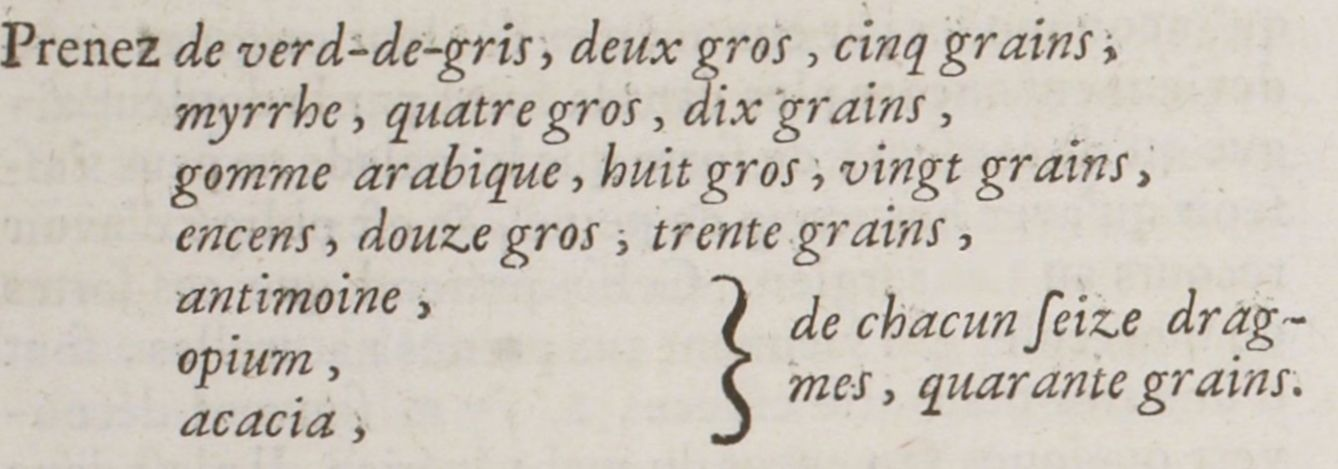 Prenez de verd-de-gris, deux gros, cinq grains;
myrrhe, quatre gros, dix grains,
gomme arabique, huit gros; vingt grains,
encens, douze gros; trente grains,
antimoine,
opium,
acacia,
de chacun ſeize drag-
mes, quarante grains.